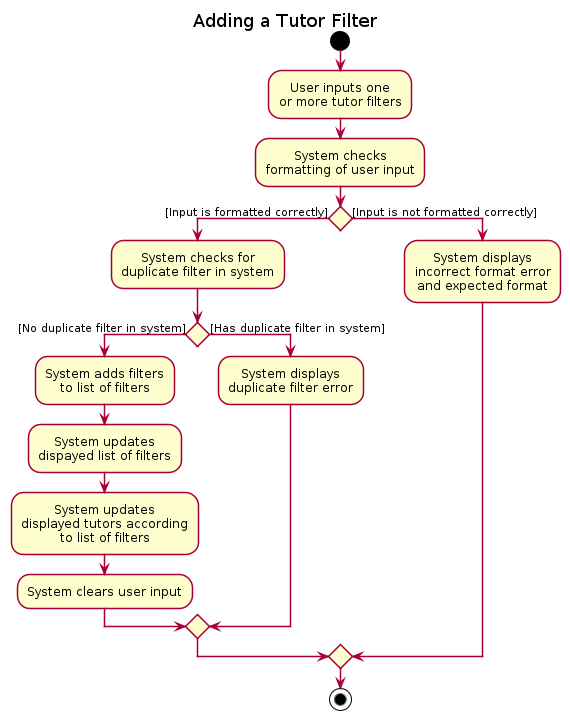 Adding a Tutor Filter
User inputs one
or more tutor filters
System checks
formatting of user input
[Input is formatted correctly]
[Input is not formatted correctly]
System checks for
duplicate filter in system
System displays
incorrect format error
and expected format
[No duplicate filter in system]
[Has duplicate filter in system]
System adds filters
to list of filters
System displays
duplicate filter error
System updates
dispayed list of filters
System updates
displayed tutors according
to list of filters
System clears user input